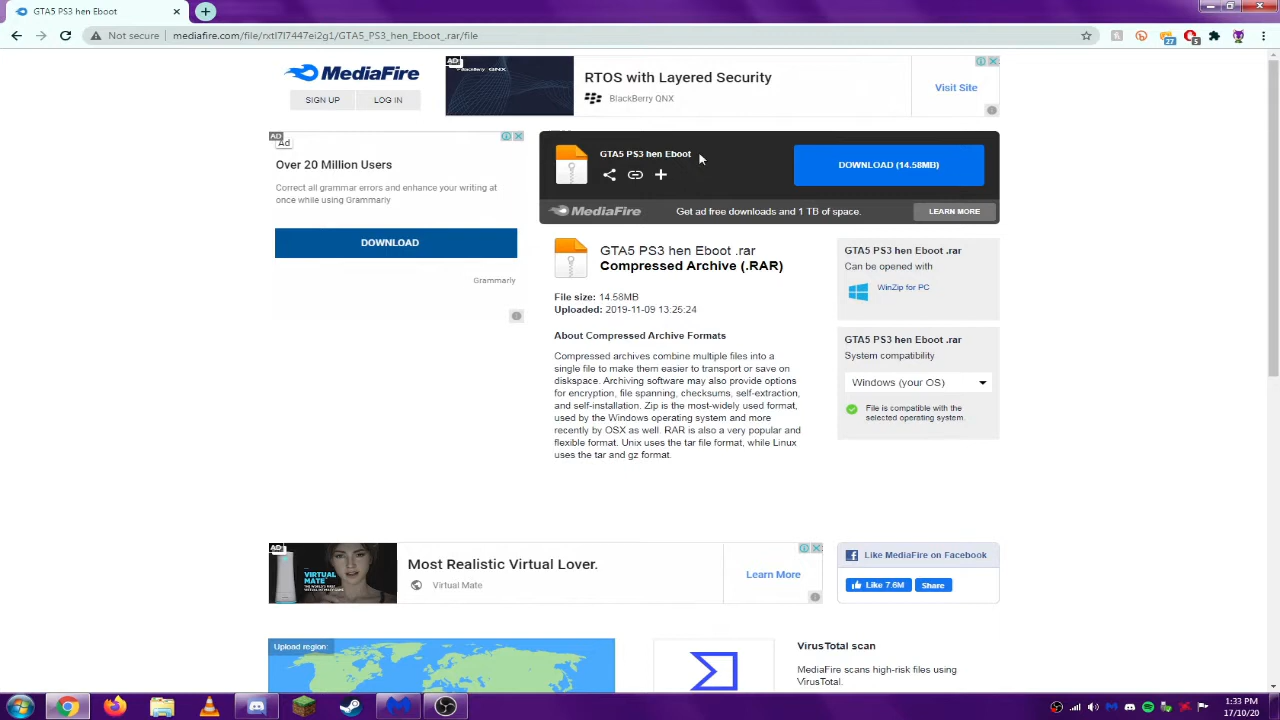 GTA5 PS3 hen Eboot
Not secure
mediafire.com/file/rxtl7l7447ei2g1/GTA5_PS3_hen_Eboot_.rar/file
27
5
MediaFire
SIGN UP
LOG IN
AD
RTOS with Layered Security
BlackBerry QNX
Visit Site
AD
Ad
Over 20 Million Users
Correct all grammar errors and enhance your writing at
once while using Grammarly
DOWNLOAD
Grammarly
GTA5 PS3 hen Eboot
DOWNLOAD (14.58MB)
MediaFire
Get ad free downloads and 1 TB of space.
LEARN MORE
GTA5 PS3 hen Eboot .rar
Compressed Archive (.RAR)
File size: 14.58MB
Uploaded: 2019-11-09 13:25:24
About Compressed Archive Formats
Compressed archives combine multiple files into a
single file to make them easier to transport or save on
diskspace. Archiving software may also provide options
for encryption, file spanning, checksums, self-extraction,
and self-installation. Zip is the most-widely used format,
used by the Windows operating system and more
recently by OSX as well. RAR is also a very popular and
flexible format. Unix uses the tar file format, while Linux
uses the tar and gz format.
GTA5 PS3 hen Eboot .rar
Can be opened with
WinZip for PC
GTA5 PS3 hen Eboot .rar
System compatibility
Windows (your OS)
File is compatible with the
selected operating system.
AD
VIRTUAL
MATE
Most Realistic Virtual Lover.
Virtual Mate
Learn More
Like MediaFire on Facebook
Like 7.6M
Share
Upload region:
VirusTotal scan
MediaFire scans high-risk files using
VirusTotal.
1:33 PM
17/10/20